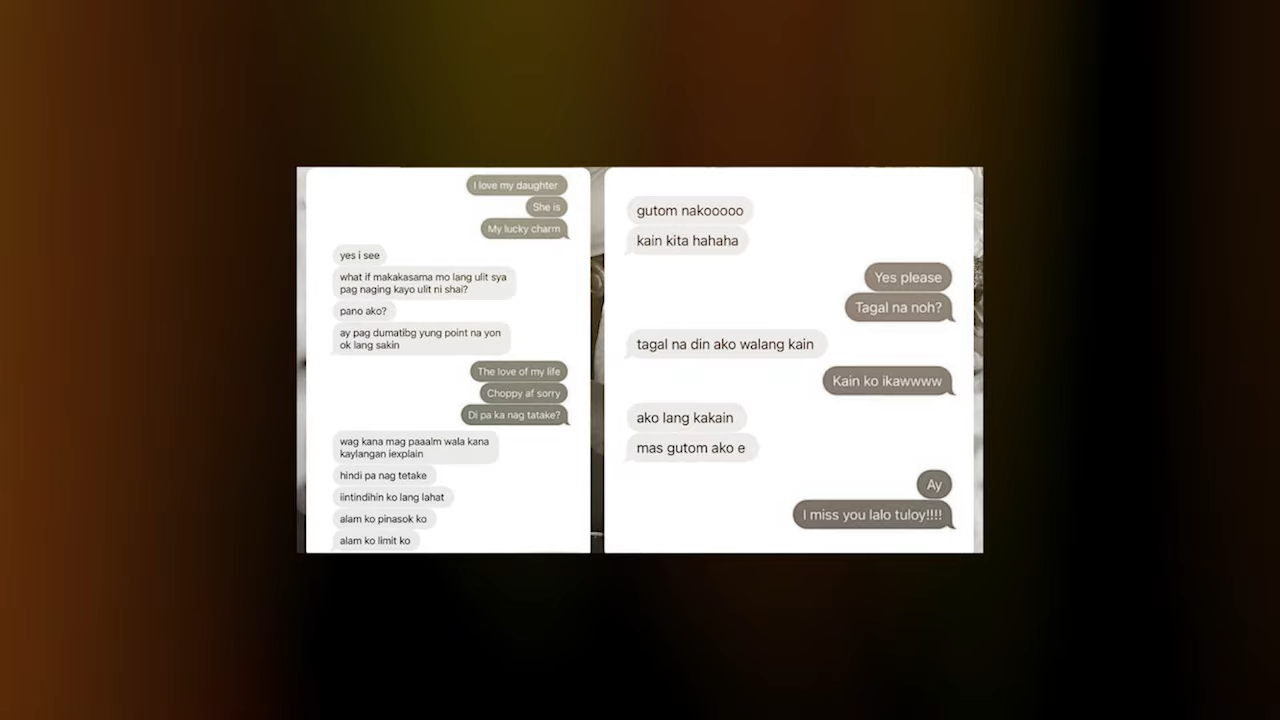 I love my daughter
She is
My lucky charm
yes i see
what if makakasama mo lang ulit sya
pag naging kayo ulit ni shai?
pano ako?
ay pag dumatibg yung point na yon
ok lang sakin
The love of my life
Choppy af sorry
Di pa ka nag tatake?
wag kana mag paaalm wala kana
kaylangan iexplain
hindi pa nag tetake
iintindihin ko lang lahat
alam ko pinasok ko
alam ko limit ko
gutom nakooooo
kain kita hahaha
Yes please
Tagal na noh?
tagal na din ako walang kain
Kain ko ikawwww
ako lang kakain
mas gutom ako e
Ay
I miss you lalo tuloy!!!!